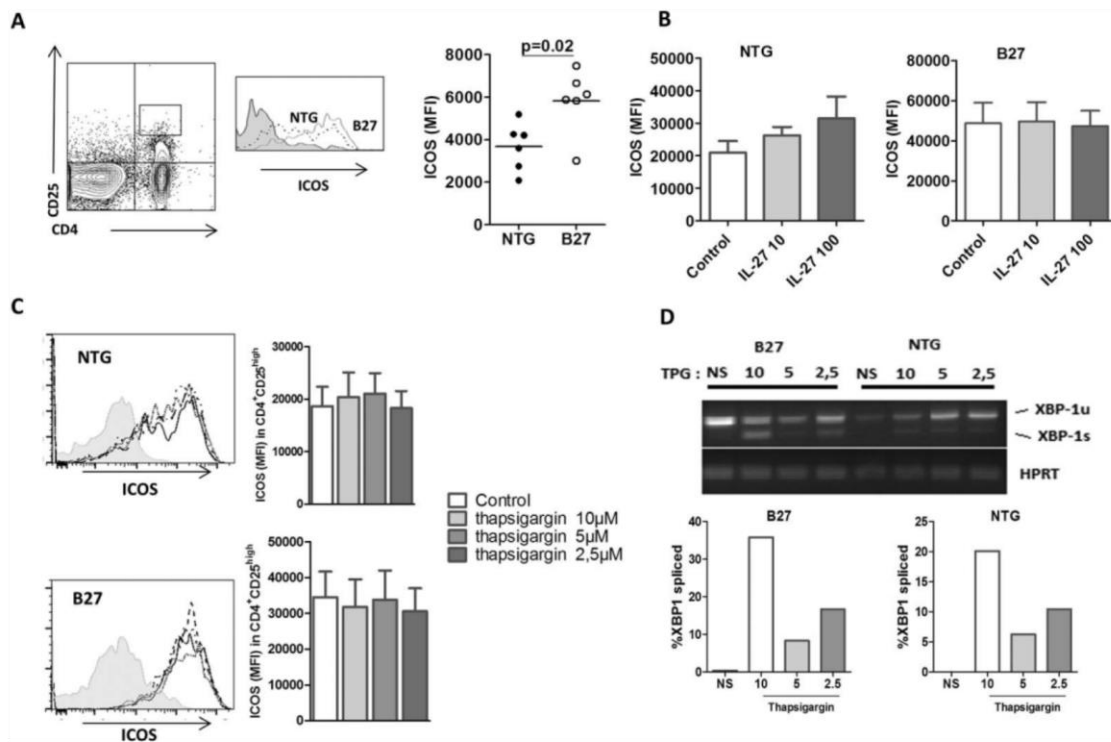 A
CD25
CD4
NTG
B27
ICOS
p=0.02
ICOS (MFI)
8000
6000
4000
2000
0
NTG
B27
B
NTG
ICOS (MFI)
50000
40000
30000
20000
10000
0
Control
IL-27 10
IL-27 100
B27
ICOS (MFI)
80000
60000
40000
20000
0
Control
IL-27 10
IL-27 100
C
NTG
ICOS
ICOS (MFI) in CD4+CD25high
30000
20000
10000
0
B27
ICOS
ICOS (MFI) in CD4+CD25high
50000
40000
30000
20000
10000
0
Control
thapsigargin 10µM
thapsigargin 5µM
thapsigargin 2,5µM
D
B27 NTG
TPG : NS 10 5 2,5 NS 10 5 2,5
XBP-1u
XBP-1s
HPRT
B27
%XBP1 spliced
40
30
20
10
0
NS 10 5 2.5
Thapsigargin
NTG
%XBP1 spliced
25
20
15
10
5
0
NS 10 5 2.5
Thapsigargin